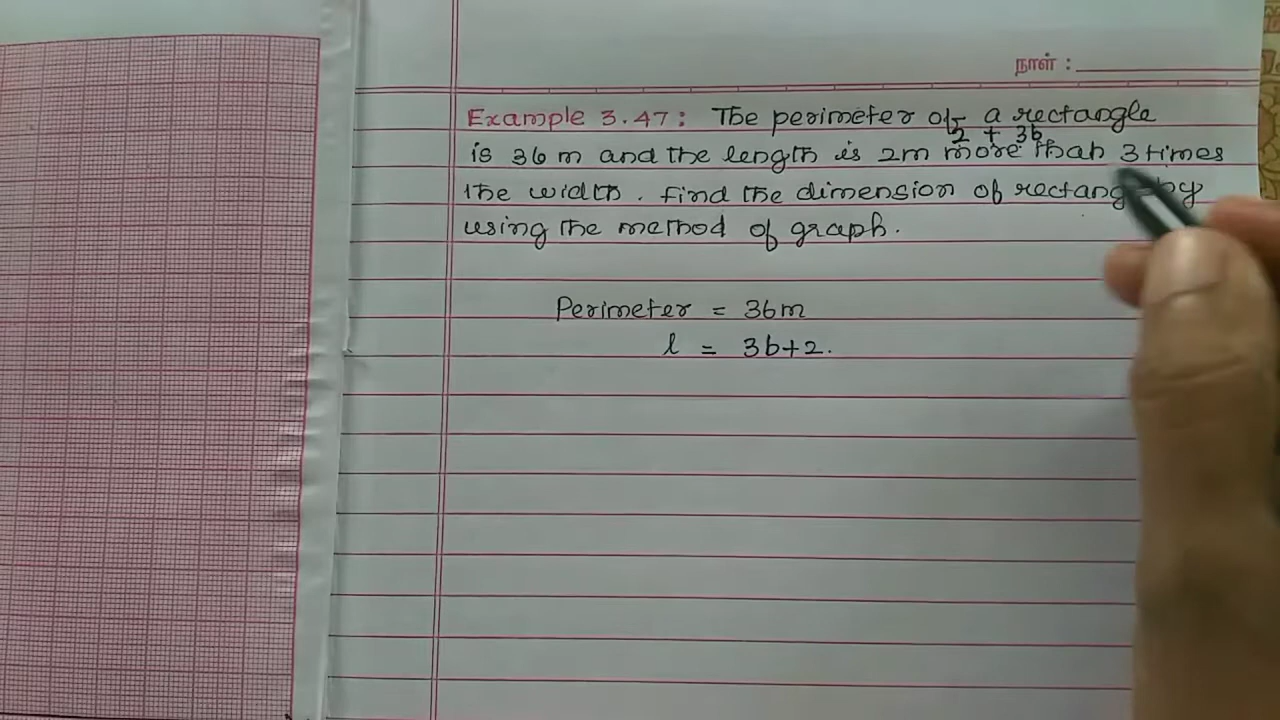 நாள் :
Example 3.47: The perimeter of a rectangle
2 + 3b
is 36m and the length is 2m more than 3 times
the width. find the dimension of rectangle by
using the method of graph.
Perimeter = 36m
l = 3b+2.